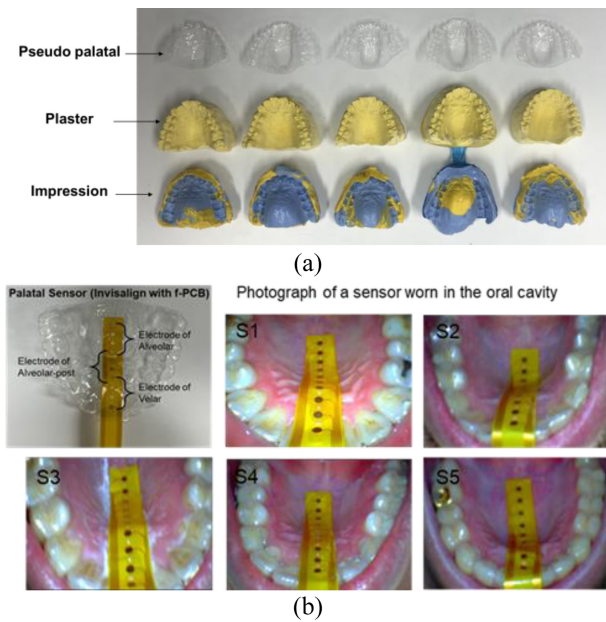 (a)
Pseudo palatal
Plaster
Impression
(a)
Palatal Sensor (Invisalign with f-PCB)
Electrode of
Alveolar
Electrode of
Alveolar-post
Electrode of
Velar
Photograph of a sensor worn in the oral cavity
S1
S2
S3
S4
S5
(b)